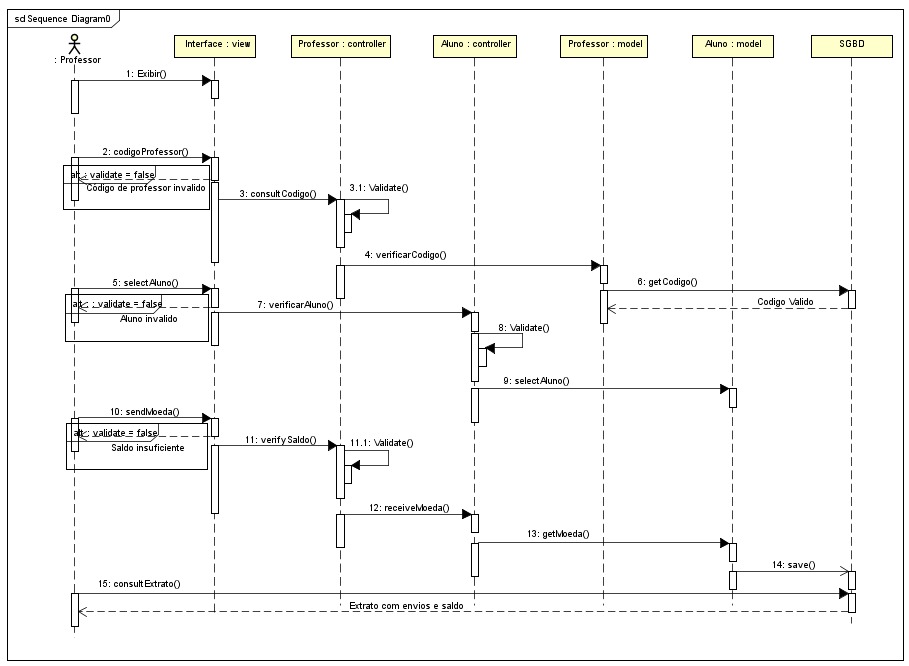 sd Sequence Diagram0
: Professor
Interface : view
Professor : controller
Aluno : controller
Professor : model
Aluno : model
SGBD
1: Exibir()
2: codigoProfessor()
alt : validate = false
Codigo de professor invalido
3: consultCodigo()
3.1: Validate()
4: verificarCodigo()
5: selectAluno()
6: getCodigo()
alt : validate = false
Codigo Valido
7: verificarAluno()
Aluno invalido
8: Validate()
9: selectAluno()
10: sendMoeda()
alt : validate = false
11: verifySaldo()
11.1: Validate()
Saldo insuficiente
12: receiveMoeda()
13: getMoeda()
14: save()
15: consultExtrato()
Extrato com envios e saldo